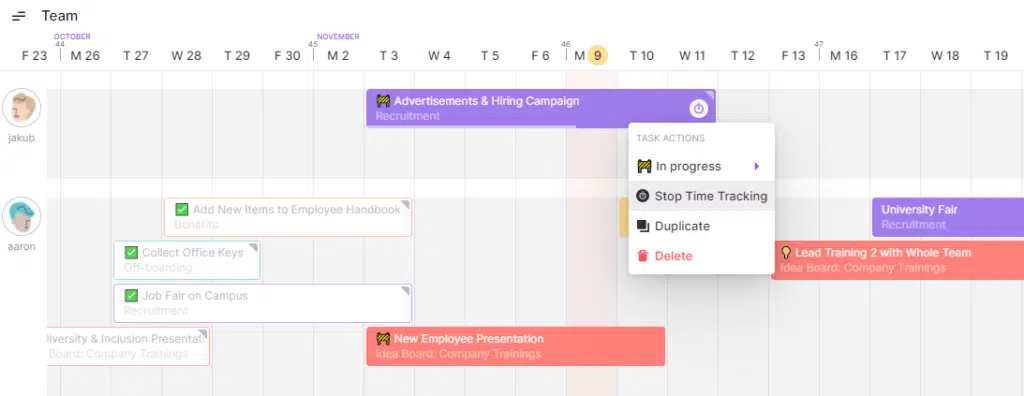 Team
OCTOBER
NOVEMBER
44
45
46
47
F 23 M 26 T 27 W 28 T 29 F 30 M 2 T 3 W 4 T 5 F 6 M 9 T 10 W 11 T 12 F 13 M 16 T 17 W 18 T 19
jakub
Advertisements & Hiring Campaign
Recruitment
TASK ACTIONS
In progress
Stop Time Tracking
Duplicate
Delete
aaron
Add New Items to Employee Handbook
Benefits
University Fair
Recruitment
Collect Office Keys
Off-boarding
Lead Training 2 with Whole Team
Idea Board: Company Trainings
Job Fair on Campus
Recruitment
iversity & Inclusion Presentat
Board: Company Trainings
New Employee Presentation
Idea Board: Company Trainings